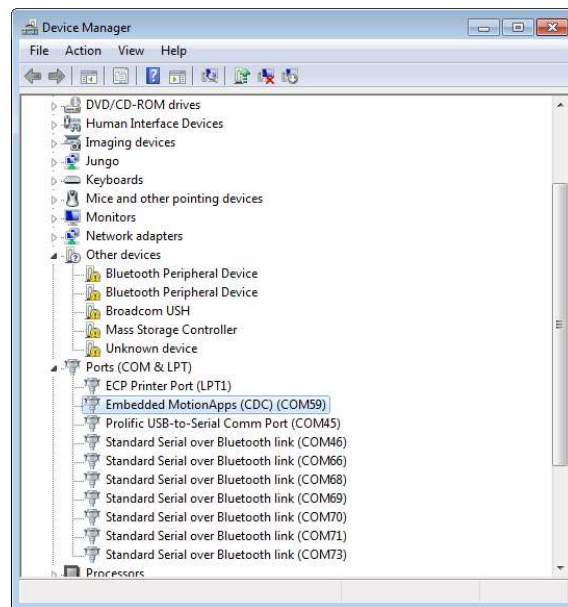 Device Manager
File Action View Help
DVD/CD-ROM drives
Human Interface Devices
Imaging devices
Jungo
Keyboards
Mice and other pointing devices
Monitors
Network adapters
Other devices
Bluetooth Peripheral Device
Bluetooth Peripheral Device
Broadcom USH
Mass Storage Controller
Unknown device
Ports (COM & LPT)
ECP Printer Port (LPT1)
Embedded MotionApps (CDC) (COM59)
Prolific USB-to-Serial Comm Port (COM45)
Standard Serial over Bluetooth link (COM46)
Standard Serial over Bluetooth link (COM66)
Standard Serial over Bluetooth link (COM68)
Standard Serial over Bluetooth link (COM69)
Standard Serial over Bluetooth link (COM70)
Standard Serial over Bluetooth link (COM71)
Standard Serial over Bluetooth link (COM73)
Processors